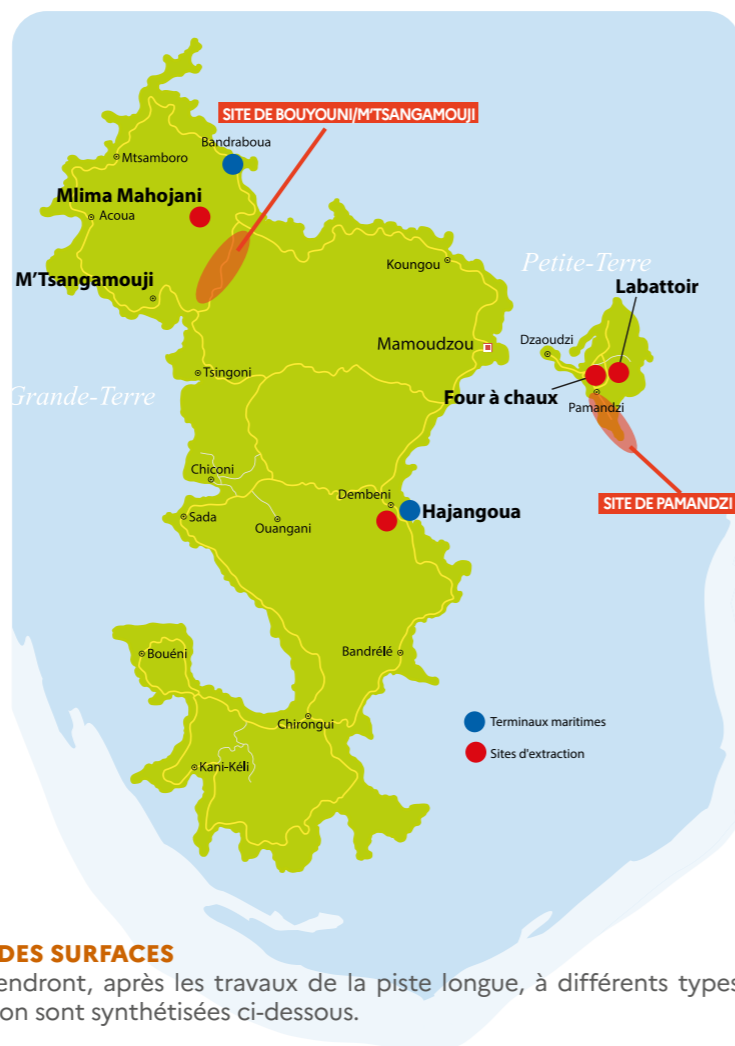 SITE DE BOUYOUNI/M'TSANGAMOUJI
Bandraboua
Mtsamboro
Mlima Mahojani
Acoua
M'Tsangamouji
Koungou
Petite-Terre
Labattoir
Mamoudzou
Dzaoudzi
Tsingoni
Grande-Terre
Four à chaux
Pamandzi
Chiconi
Dembeni
SITE DE PAMANDZI
Sada
Ouangani
Hajangoua
Bouéni
Bandrélé
Chirongui
Terminaux maritimes
Kani-Kéli
Sites d'extraction
DES SURFACES
endront, après les travaux de la piste longue, à différents types
on sont synthétisées ci-dessous.